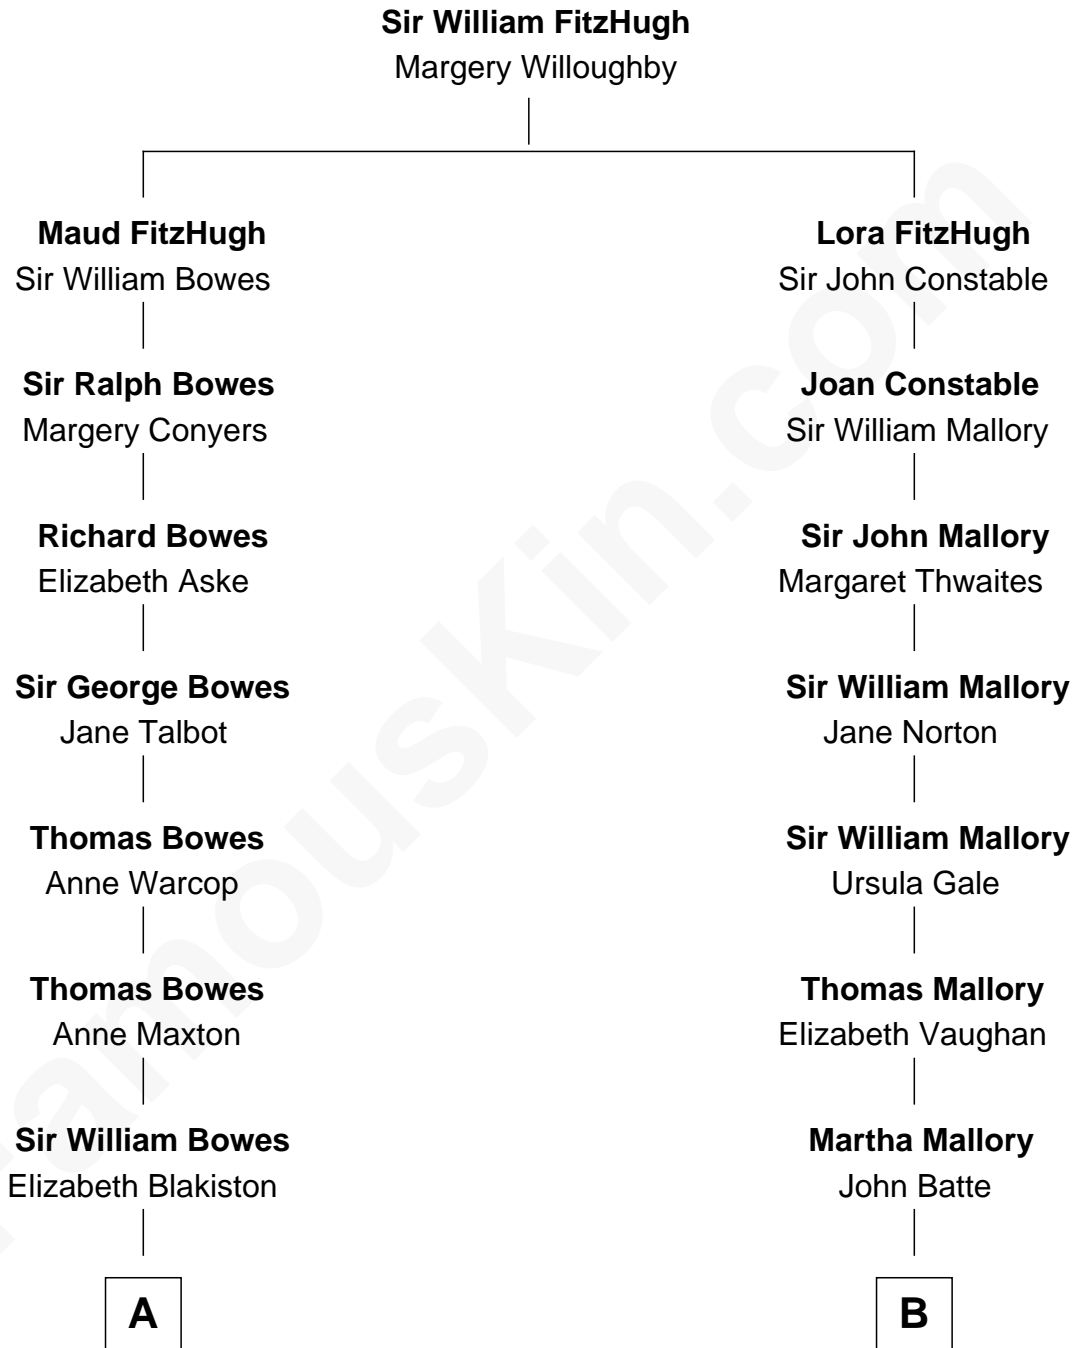 Sir William FitzHugh
Margery Willoughby
Maud FitzHugh
Sir William Bowes
Lora FitzHugh
Sir John Constable
Sir Ralph Bowes
Margery Conyers
Joan Constable
Sir William Mallory
Richard Bowes
Elizabeth Aske
Sir John Mallory
Margaret Thwaites
Sir George Bowes
Jane Talbot
Sir William Mallory
Jane Norton
Thomas Bowes
Anne Warcop
Sir William Mallory
Ursula Gale
Thomas Bowes
Anne Maxton
Thomas Mallory
Elizabeth Vaughan
Sir William Bowes
Elizabeth Blakiston
Martha Mallory
John Batte
A
B
FamousKin.com